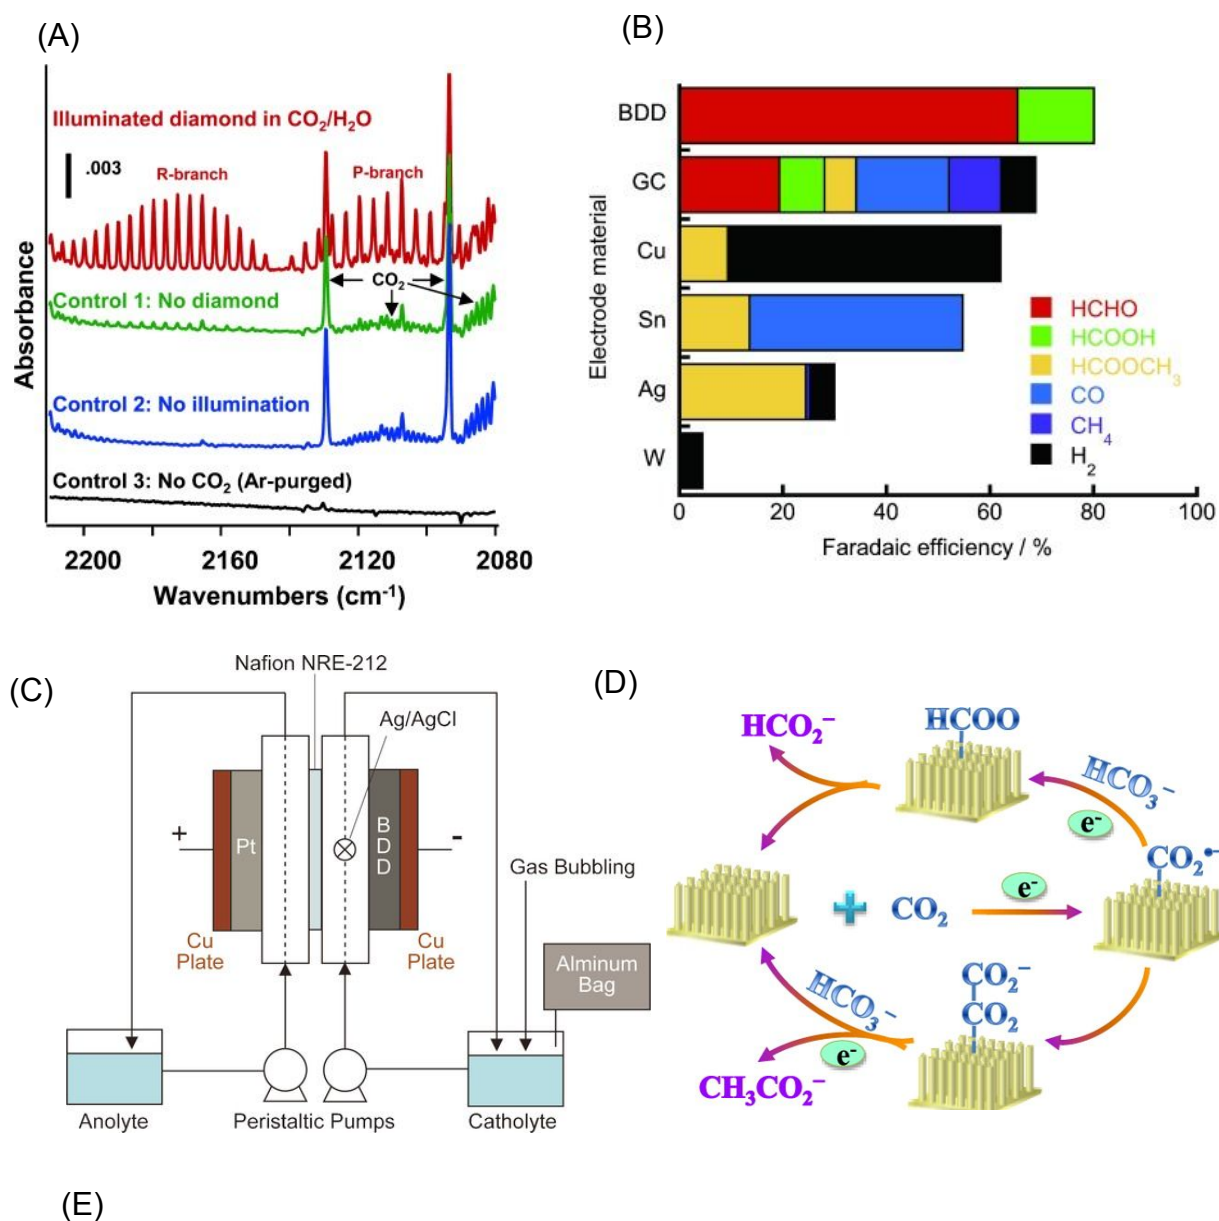 (A)
Illuminated diamond in CO₂/H₂O
.003
R-branch
P-branch
CO₂
Control 1: No diamond
Control 2: No illumination
Control 3: No CO₂ (Ar-purged)
Absorbance
2200
2160
2120
2080
Wavenumbers (cm⁻¹)
(B)
Electrode material
BDD
GC
Cu
Sn
Ag
W
HCHO
HCOOH
HCOOCH₃
CO
CH₄
H₂
0
20
40
60
80
100
Faradaic efficiency / %
(C)
Nafion NRE-212
Ag/AgCl
+
Pt
BDD
-
Cu
Plate
Cu
Plate
Gas Bubbling
Alminum
Bag
Anolyte
Peristaltic Pumps
Catholyte
(D)
HCO₂⁻
HCOO
HCO₃⁻
e⁻
CO₂•⁻
+
CO₂
e⁻
CO₂⁻
CO₂
HCO₃⁻
e⁻
CH₃CO₂⁻
(E)